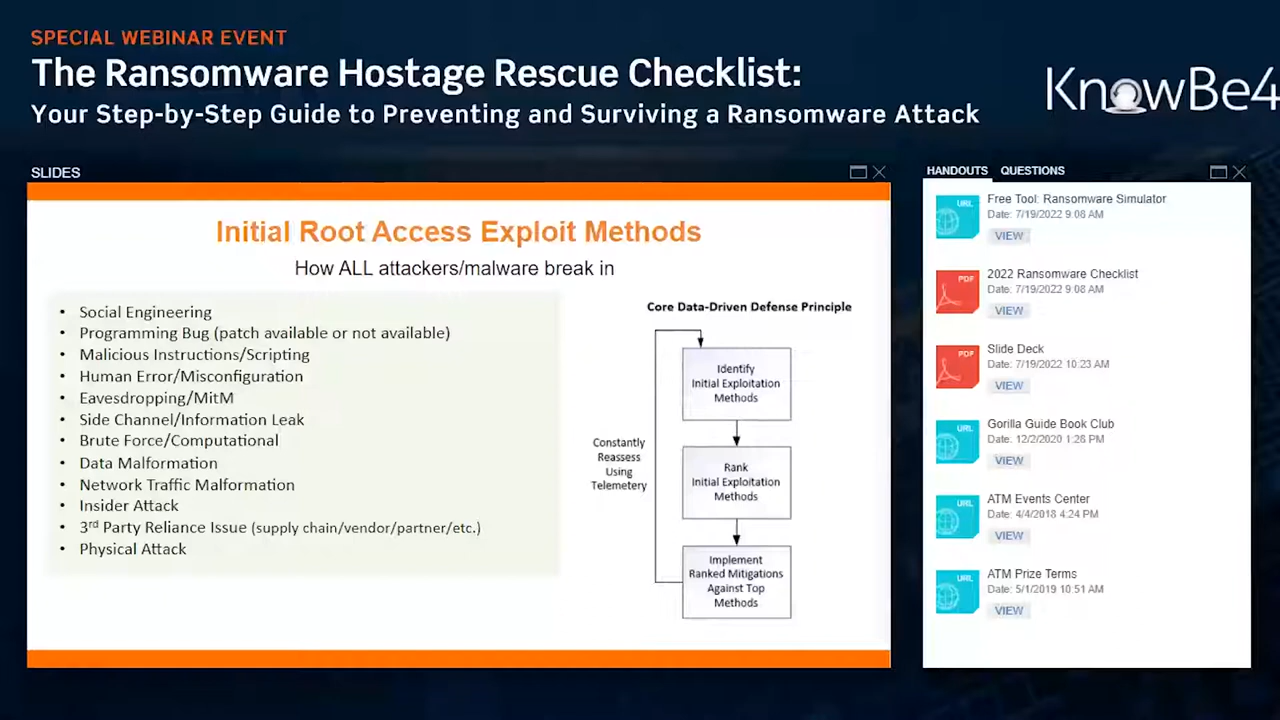 SPECIAL WEBINAR EVENT
The Ransomware Hostage Rescue Checklist:
Your Step-by-Step Guide to Preventing and Surviving a Ransomware Attack
KnowBe4
SLIDES
Initial Root Access Exploit Methods
How ALL attackers/malware break in
• Social Engineering
• Programming Bug (patch available or not available)
• Malicious Instructions/Scripting
• Human Error/Misconfiguration
• Eavesdropping/MitM
• Side Channel/Information Leak
• Brute Force/Computational
• Data Malformation
• Network Traffic Malformation
• Insider Attack
• 3rd Party Reliance Issue (supply chain/vendor/partner/etc.)
• Physical Attack
Core Data-Driven Defense Principle
Identify
Initial Exploitation
Methods
Constantly
Reassess
Using
Telemetry
Rank
Initial Exploitation
Methods
Implement
Ranked Mitigations
Against Top
Methods
HANDOUTS QUESTIONS
URL
Free Tool: Ransomware Simulator
Date: 7/19/2022 9:08 AM
VIEW
PDF
2022 Ransomware Checklist
Date: 7/19/2022 9:08 AM
VIEW
PDF
Slide Deck
Date: 7/19/2022 10:23 AM
VIEW
URL
Gorilla Guide Book Club
Date: 12/2/2020 1:28 PM
VIEW
URL
ATM Events Center
Date: 4/4/2018 4:24 PM
VIEW
URL
ATM Prize Terms
Date: 5/1/2019 10:51 AM
VIEW